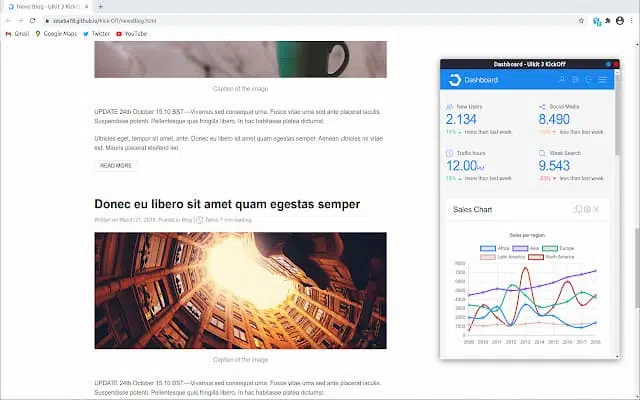 News Blog - UIkit 3 KickO
zzseba78.github.io/Kick-Off/newsBlog.html
Gmail
Google Maps
Twitter
YouTube
Caption of the image
UPDATE 24th October 15.10 BST—Vivamus sed consequat urna. Fusce vitae urna sed ante placerat iaculis.
Suspendisse potenti. Pellentesque quis fringilla libero. In hac habitasse platea dictumst.
Ultricies eget, tempor sit amet, ante. Donec eu libero sit amet quam egestas semper. Aenean ultricies mi vitae
est. Mauris placerat eleifend leo.
READ MORE
Donec eu libero sit amet quam egestas semper
Written on March 21, 2019. Posted in Blog | Takes 7 min reading.
Caption of the image
UPDATE 24th October 15.10 BST—Vivamus sed consequat urna. Fusce vitae urna sed ante placerat iaculis.
Suspendisse potenti. Pellentesque quis fringilla libero. In hac habitasse platea dictumst.
Dashboard - UIkit 3 KickOff
Dashboard
New Users
2.134
more than last week.
Social Media
8.490
less than last week.
Traffic hours
12.00PM
more than last week.
Week Search
9.543
less than last week.
Sales Chart
Sales per region
Africa
Asia
Europe
Latin America
North America
8000
7000
6000
5000
4000
3000
2000
1000
0
2009 2010 2011 2012 2013 2014 2015 2016 2017 2018